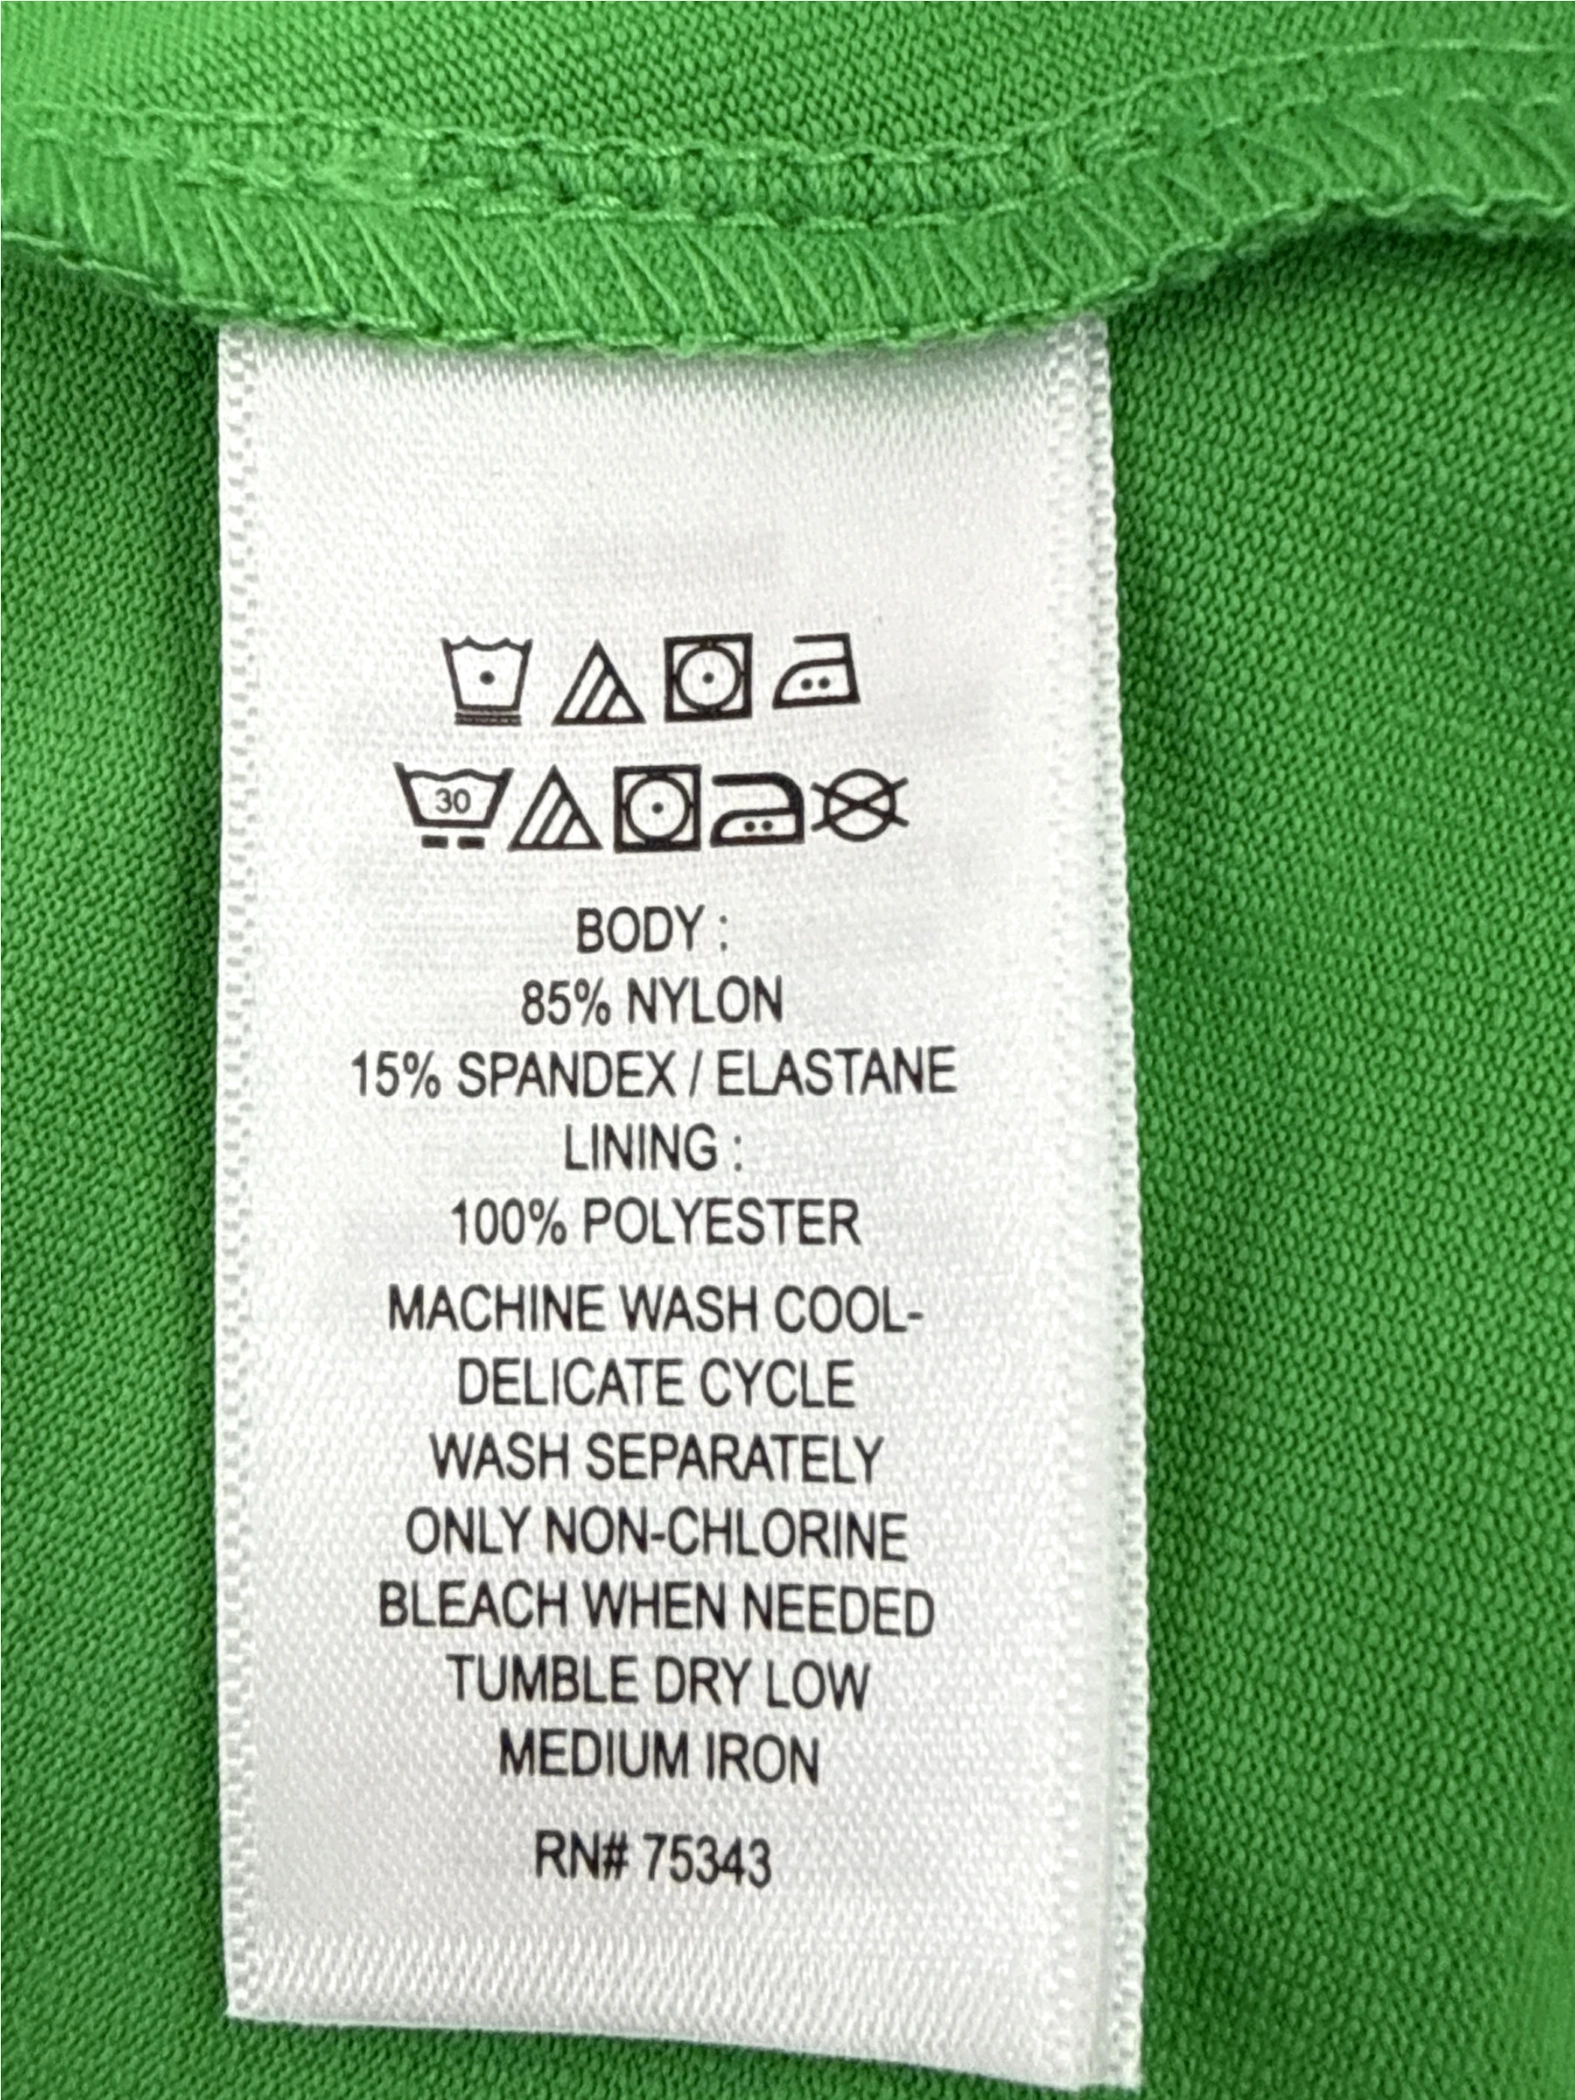 30
BODY :
85% NYLON
15% SPANDEX / ELASTANE
LINING :
100% POLYESTER
MACHINE WASH COOL-
DELICATE CYCLE
WASH SEPARATELY
ONLY NON-CHLORINE
BLEACH WHEN NEEDED
TUMBLE DRY LOW
MEDIUM IRON
RN# 75343